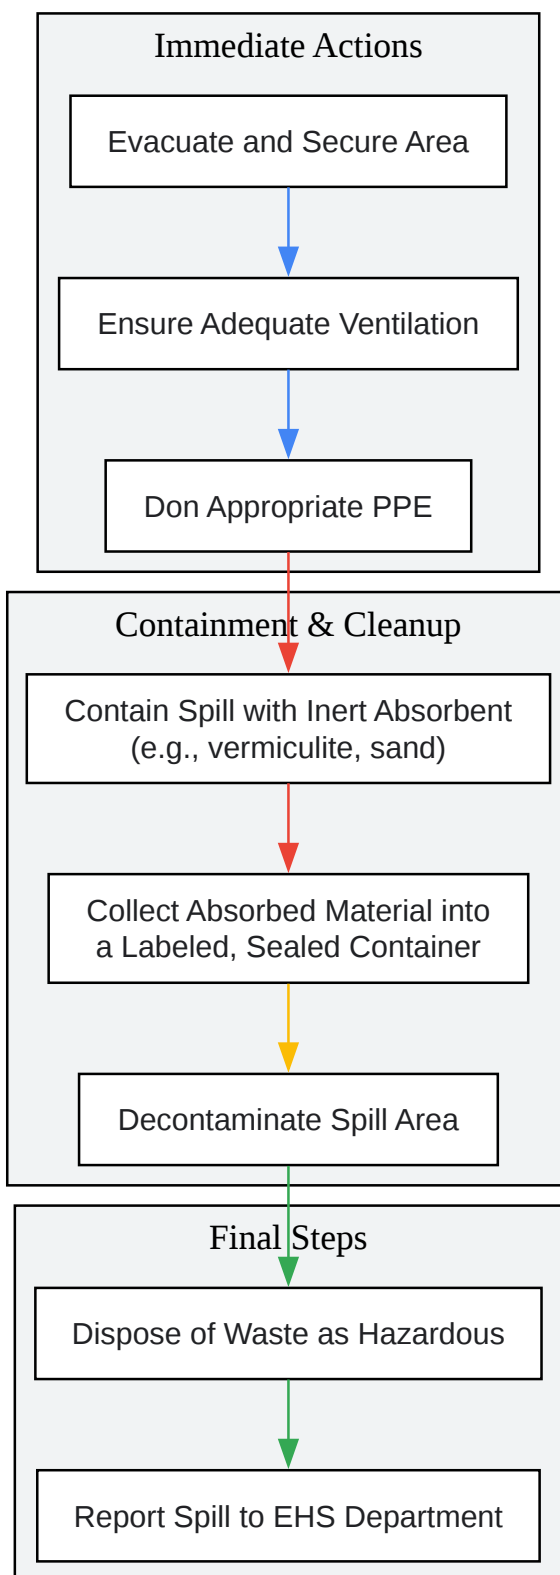 Immediate Actions
Evacuate and Secure Area
Ensure Adequate Ventilation
Don Appropriate PPE
Containment & Cleanup
Contain Spill with Inert Absorbent
(e.g., vermiculite, sand)
Collect Absorbed Material into
a Labeled, Sealed Container
Decontaminate Spill Area
Final Steps
Dispose of Waste as Hazardous
Report Spill to EHS Department